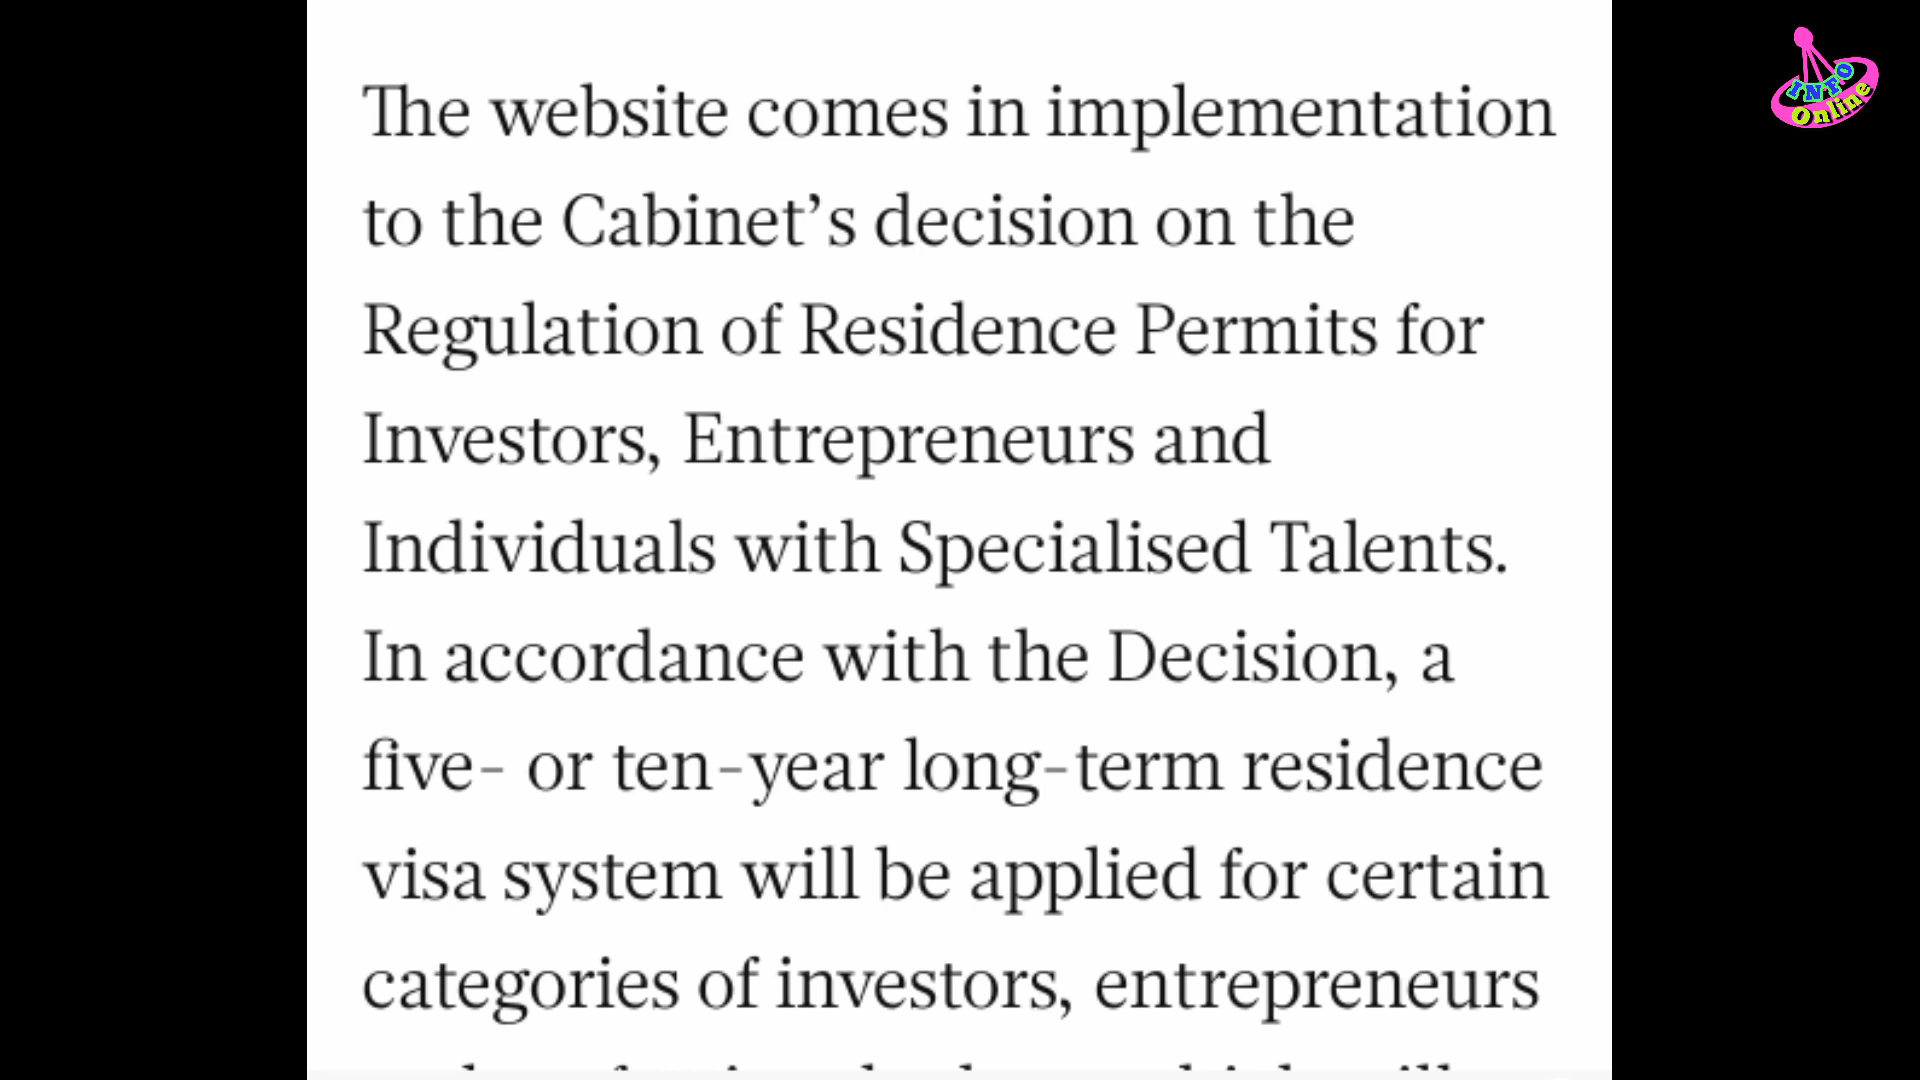 The website comes in implementation
to the Cabinet’s decision on the
Regulation of Residence Permits for
Investors, Entrepreneurs and
Individuals with Specialised Talents.
In accordance with the Decision, a
five- or ten-year long-term residence
visa system will be applied for certain
categories of investors, entrepreneurs
INFO
Online